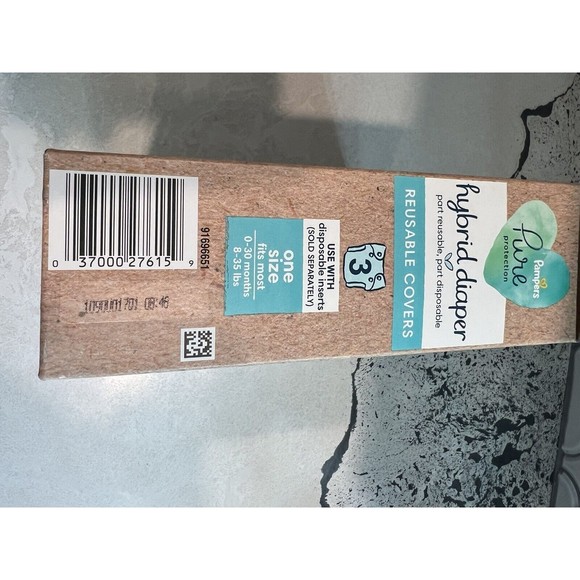 Pampers
Pure
protection
hybrid diaper
part reusable, part disposable
REUSABLE COVERS
3
USE WITH
disposable inserts
(SOLD SEPARATELY)
one
size
fits most
0-30 months
8-35 lbs
91696651
0 37000 27615 9
08:46